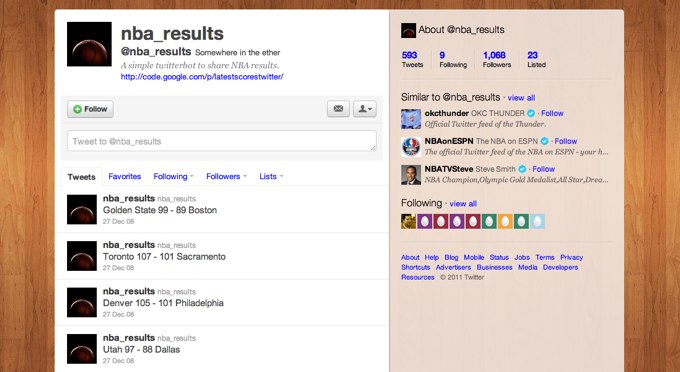 nba_results
@nba_results Somewhere in the ether
A simple twitterbot to share NBA results.
http://code.google.com/p/latestscorestwitter/
Follow
Tweet to @nba_results
Tweets Favorites Following Followers Lists
nba_results nba_results
Golden State 99 - 89 Boston
27 Dec 08
nba_results nba_results
Toronto 107 - 101 Sacramento
27 Dec 08
nba_results nba_results
Denver 105 - 101 Philadelphia
27 Dec 08
nba_results nba_results
Utah 97 - 88 Dallas
27 Dec 08
About @nba_results
593 9 1,068 23
Tweets Following Followers Listed
Similar to @nba_results · view all
okcthunder OKC THUNDER · Follow
Official Twitter feed of the Thunder.
NBAonESPN The NBA on ESPN · Follow
The official Twitter feed of the NBA on ESPN - your h...
NBATVSteve Steve Smith · Follow
NBA Champion,Olympic Gold Medalist,All Star,Drea...
Following · view all
About Help Blog Mobile Status Jobs Terms Privacy
Shortcuts Advertisers Businesses Media Developers
Resources © 2011 Twitter